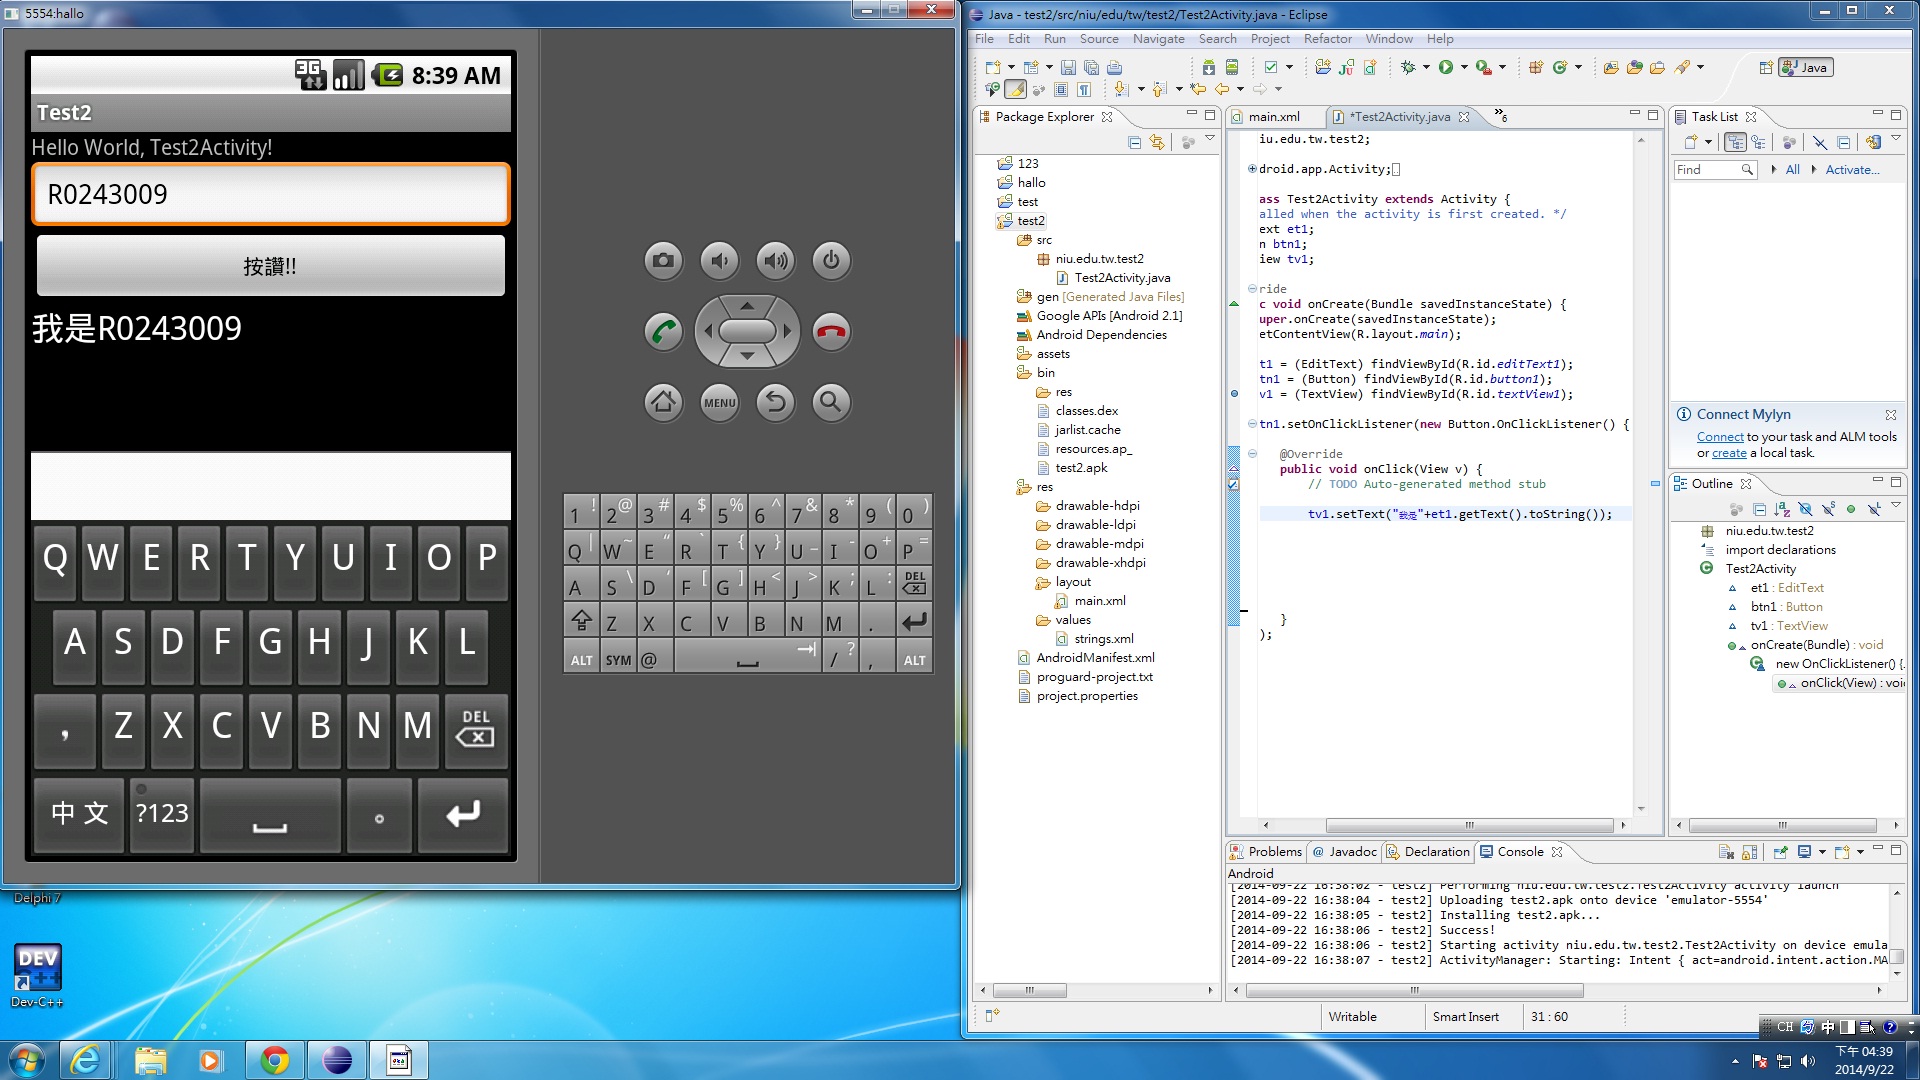 5554:hallo
3G 8:39 AM
Test2
Hello World, Test2Activity!
R0243009
按讚!!
我是R0243009
Q W E R T Y U I O P
A S D F G H J K L
, Z X C V B N M DEL
中 文 ?123 。
MENU
1 ! 2 @ 3 # 4 $ 5 % 6 ^ 7 & 8 * 9 ( 0 )
Q | W ~ E “ R ` T { Y } U _ I - O + P =
A S \ D ‘ F [ G ] H < J > K ; L : DEL
Z X C V B N M .
ALT SYM @ / ? , ALT
Delphi 7
DEV
C++
Dev-C++
Java - test2/src/niu/edu/tw/test2/Test2Activity.java - Eclipse
File Edit Run Source Navigate Search Project Refactor Window Help
Java
Package Explorer
123
hallo
test
test2
src
niu.edu.tw.test2
Test2Activity.java
gen [Generated Java Files]
Google APIs [Android 2.1]
Android Dependencies
assets
bin
res
classes.dex
jarlist.cache
resources.ap_
test2.apk
res
drawable-hdpi
drawable-ldpi
drawable-mdpi
drawable-xhdpi
layout
main.xml
values
strings.xml
AndroidManifest.xml
proguard-project.txt
project.properties
main.xml *Test2Activity.java »6
iu.edu.tw.test2;
droid.app.Activity;
ass Test2Activity extends Activity {
alled when the activity is first created. */
ext et1;
n btn1;
iew tv1;
ride
c void onCreate(Bundle savedInstanceState) {
uper.onCreate(savedInstanceState);
etContentView(R.layout.main);
t1 = (EditText) findViewById(R.id.editText1);
tn1 = (Button) findViewById(R.id.button1);
v1 = (TextView) findViewById(R.id.textView1);
tn1.setOnClickListener(new Button.OnClickListener() {
@Override
public void onClick(View v) {
// TODO Auto-generated method stub
tv1.setText("我是"+et1.getText().toString());
}
);
Task List
Find All Activate...
Connect Mylyn
Connect to your task and ALM tools
or create a local task.
Outline
niu.edu.tw.test2
import declarations
Test2Activity
et1 : EditText
btn1 : Button
tv1 : TextView
onCreate(Bundle) : void
new OnClickListener() {.
onClick(View) : voi
Problems @ Javadoc Declaration Console
Android
[2014-09-22 16:38:02 - test2] Performing niu.edu.tw.test2.Test2Activity activity launch
[2014-09-22 16:38:04 - test2] Uploading test2.apk onto device 'emulator-5554'
[2014-09-22 16:38:05 - test2] Installing test2.apk...
[2014-09-22 16:38:06 - test2] Success!
[2014-09-22 16:38:06 - test2] Starting activity niu.edu.tw.test2.Test2Activity on device emula
[2014-09-22 16:38:07 - test2] ActivityManager: Starting: Intent { act=android.intent.action.MA
Writable Smart Insert 31 : 60
CH 中
下午 04:39
2014/9/22